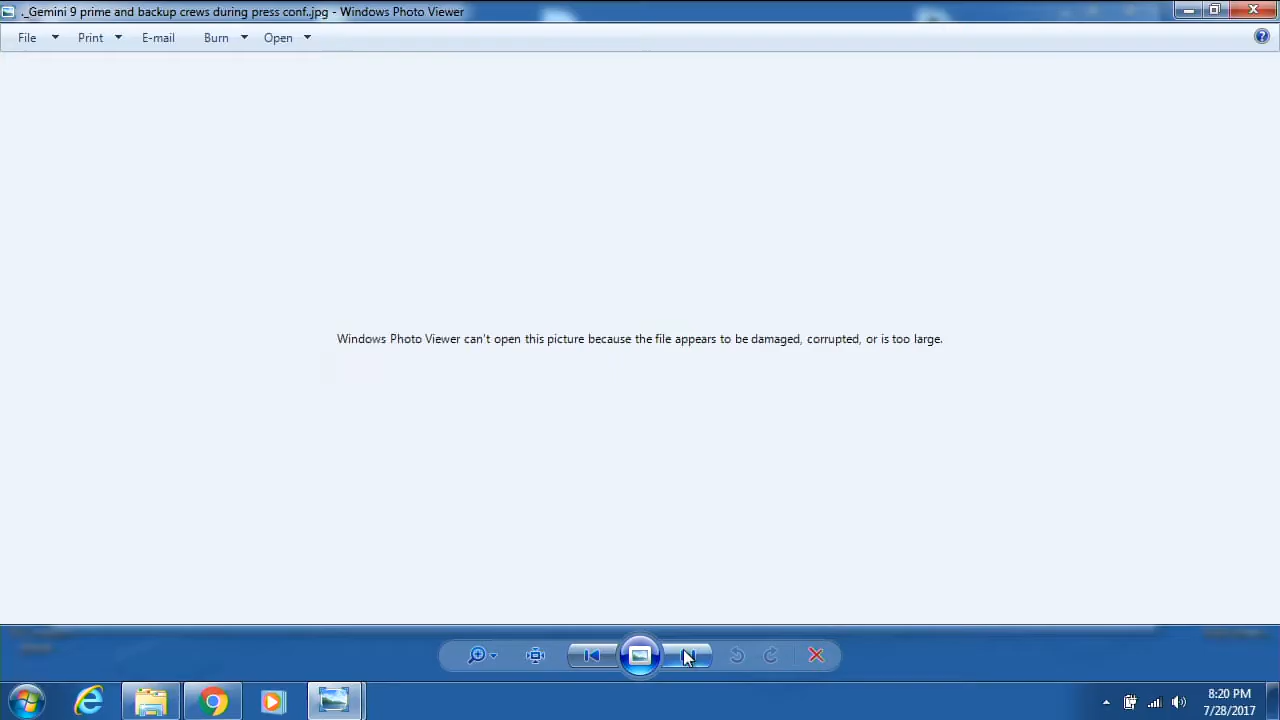 ._Gemini 9 prime and backup crews during press conf..jpg - Windows Photo Viewer
File Print E-mail Burn Open
Windows Photo Viewer can't open this picture because the file appears to be damaged, corrupted, or is too large.
8:20 PM
7/28/2017